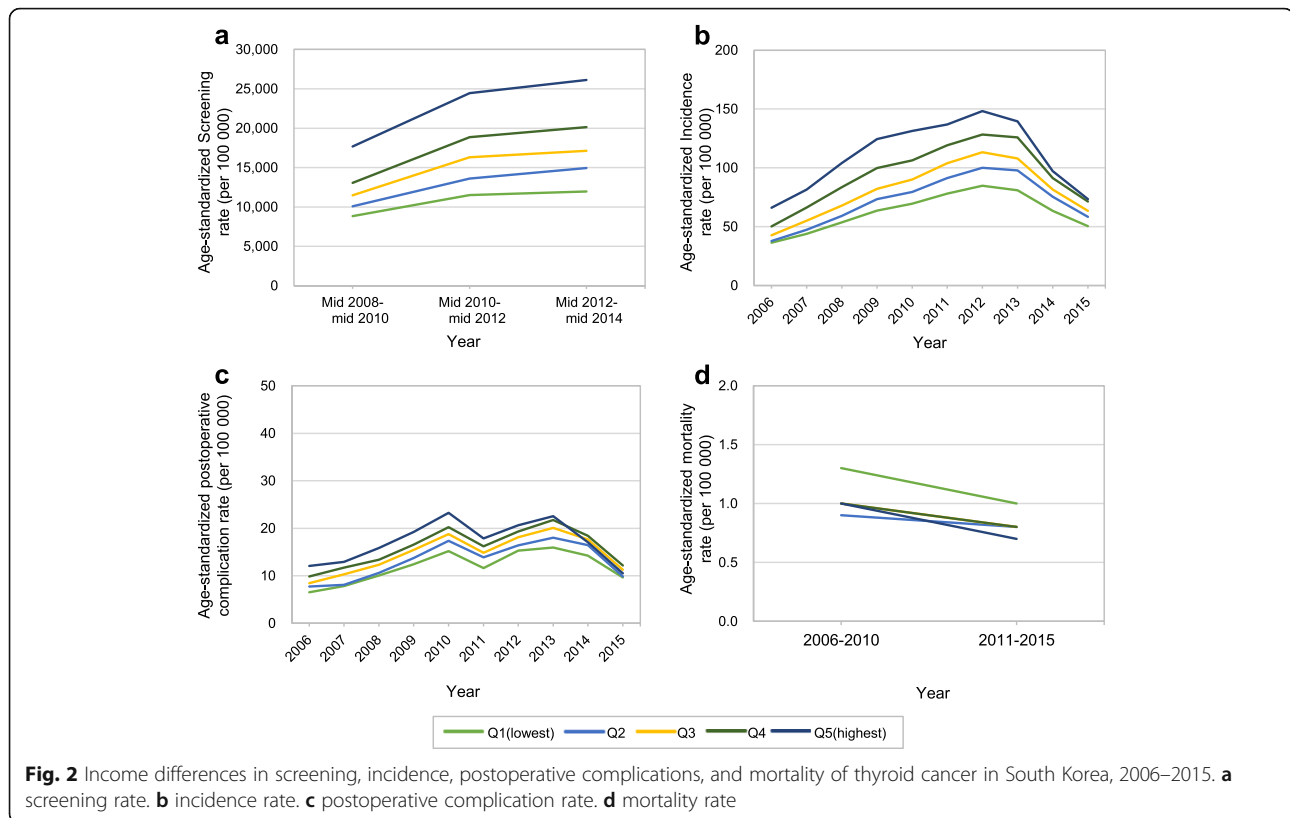 a
Age-standardized Screening
rate (per 100 000)
30,000
25,000
20,000
15,000
10,000
5,000
0
Mid 2008-
mid 2010
Mid 2010-
mid 2012
Mid 2012-
mid 2014
Year
b
Age-standardized Incidence
rate (per 100 000)
200
150
100
50
0
2006
2007
2008
2009
2010
2011
2012
2013
2014
2015
Year
c
Age-standardized postoperative
complication rate (per 100 000)
50
40
30
20
10
0
2006
2007
2008
2009
2010
2011
2012
2013
2014
2015
Year
d
Age-standardized mortality
rate (per 100 000)
2.0
1.5
1.0
0.5
0.0
2006-2010
2011-2015
Year
Q1(lowest) Q2 Q3 Q4 Q5(highest)
Fig. 2 Income differences in screening, incidence, postoperative complications, and mortality of thyroid cancer in South Korea, 2006–2015. a
screening rate. b incidence rate. c postoperative complication rate. d mortality rate